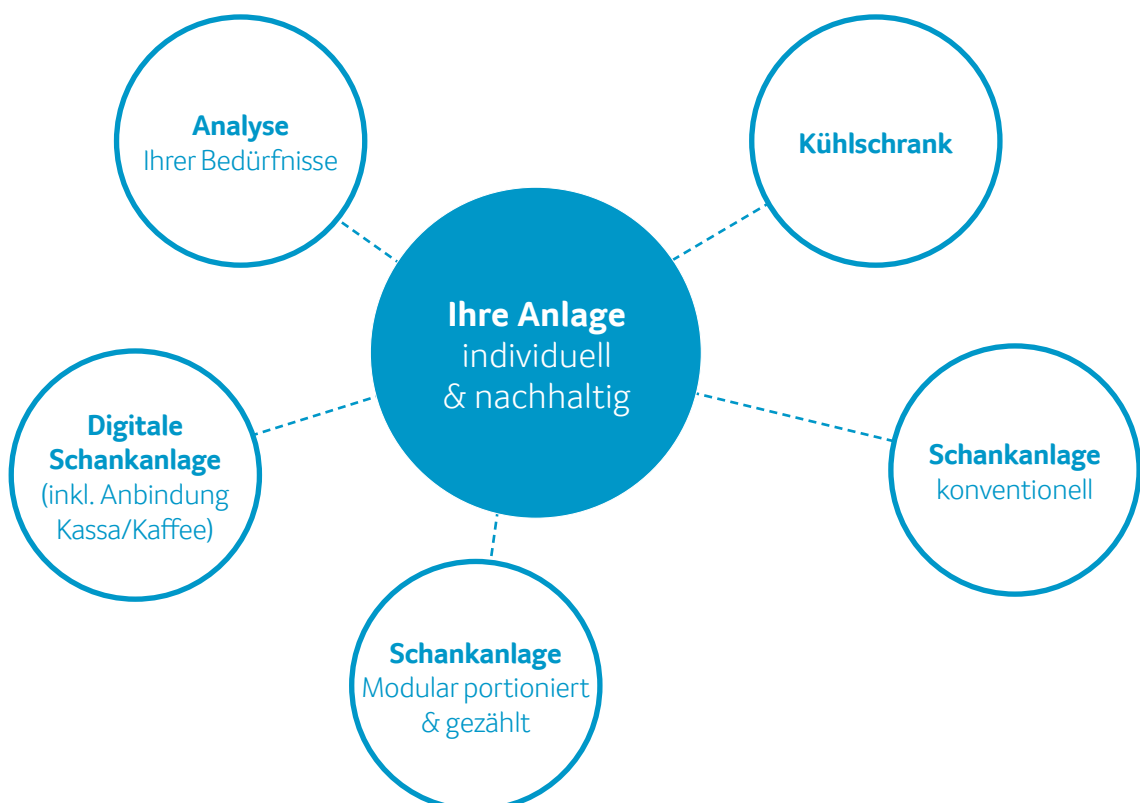 Analyse
Ihrer Bedürfnisse
Kühlschrank
Ihre Anlage
individuell
& nachhaltig
Digitale
Schankanlage
(inkl. Anbindung
Kassa/Kaffee)
Schankanlage
konventionell
Schankanlage
Modular portioniert
& gezählt